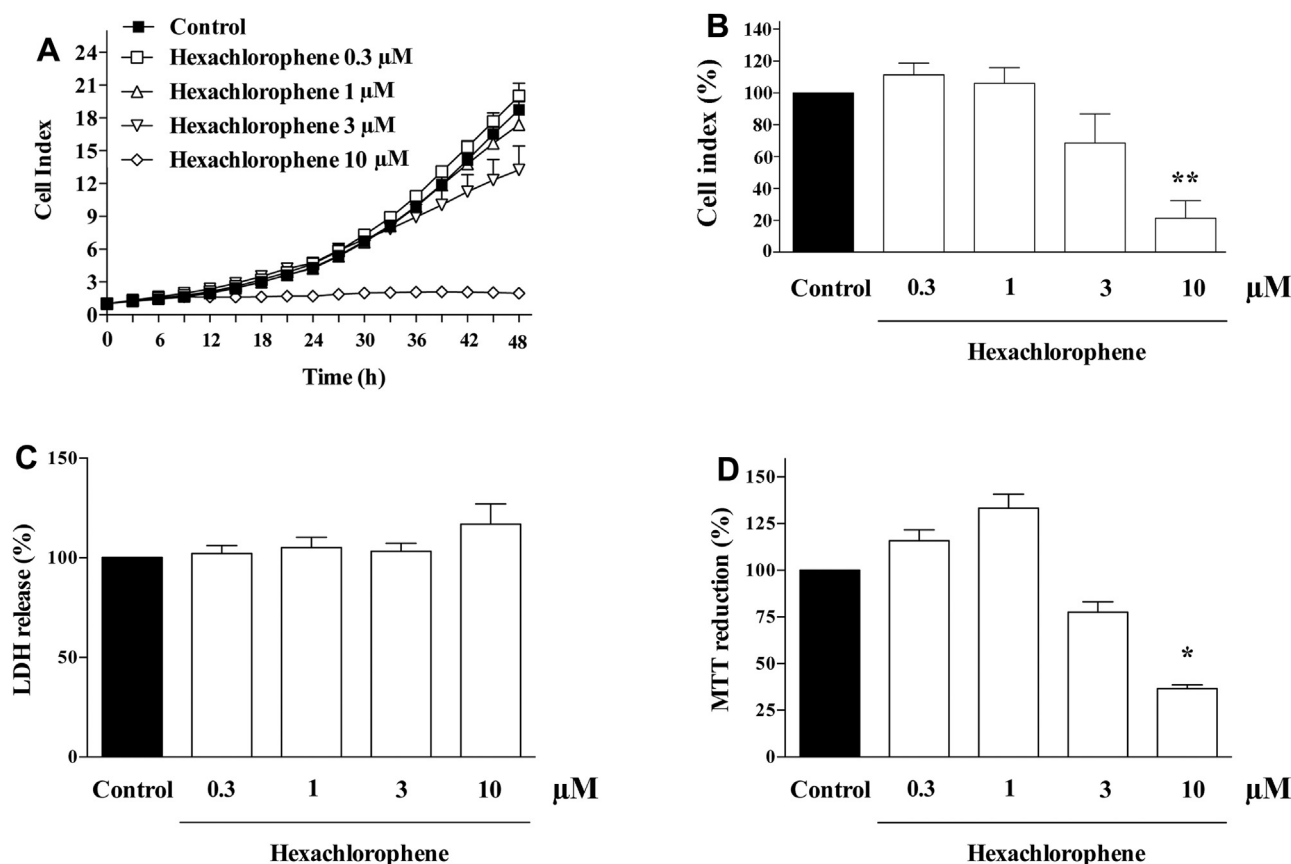 A
Control
Hexachlorophene 0.3 µM
Hexachlorophene 1 µM
Hexachlorophene 3 µM
Hexachlorophene 10 µM
Cell Index
24
21
18
15
12
9
6
3
0
0 6 12 18 24 30 36 42 48
Time (h)
B
Cell index (%)
140
120
100
80
60
40
20
0
**
Control 0.3 1 3 10 µM
Hexachlorophene
C
LDH release (%)
150
100
50
0
Control 0.3 1 3 10 µM
Hexachlorophene
D
MTT reduction (%)
150
125
100
75
50
25
0
*
Control 0.3 1 3 10 µM
Hexachlorophene